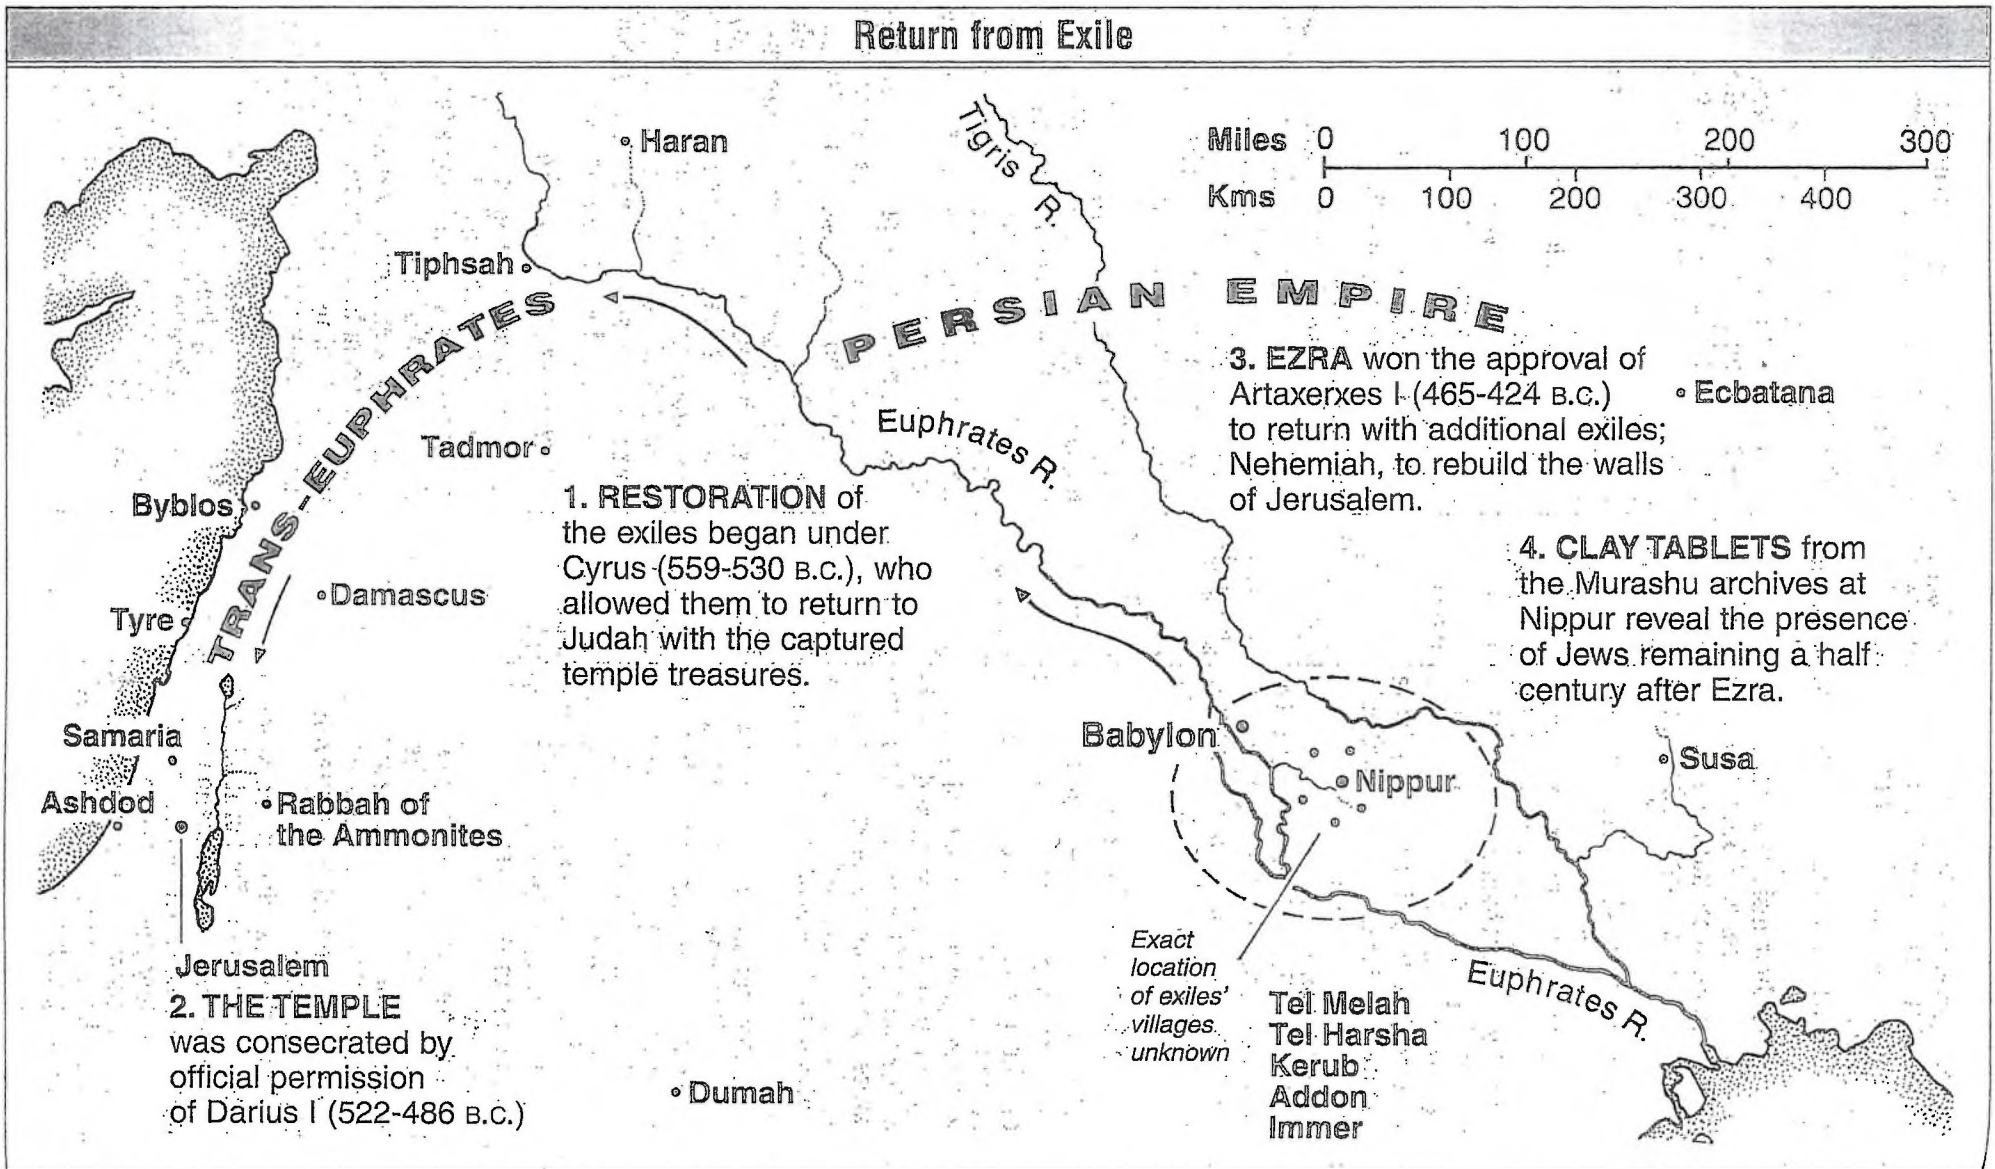 Return from Exile
Miles 0 100 200 300
Kms 0 100 200 300 400
Haran
Tigris R.
Tiphsah
PERSIAN EMPIRE
TRANS-EUPHRATES
3. EZRA won the approval of
Artaxerxes I (465-424 B.C.)
to return with additional exiles;
Nehemiah, to rebuild the walls
of Jerusalem.
Ecbatana
Euphrates R.
Tadmor
Byblos
1. RESTORATION of
the exiles began under
Cyrus (559-530 B.C.), who
allowed them to return to
Judah with the captured
temple treasures.
4. CLAY TABLETS from
the Murashu archives at
Nippur reveal the presence
of Jews remaining a half
century after Ezra.
Damascus
Tyre
Samaria
Babylon
Nippur
Susa
Ashdod
Rabbah of
the Ammonites
Jerusalem
2. THE TEMPLE
was consecrated by
official permission
of Darius I (522-486 B.C.)
Dumah
Exact
location
of exiles'
villages
unknown
Tel Melah
Tel Harsha
Kerub
Addon
Immer
Euphrates R.